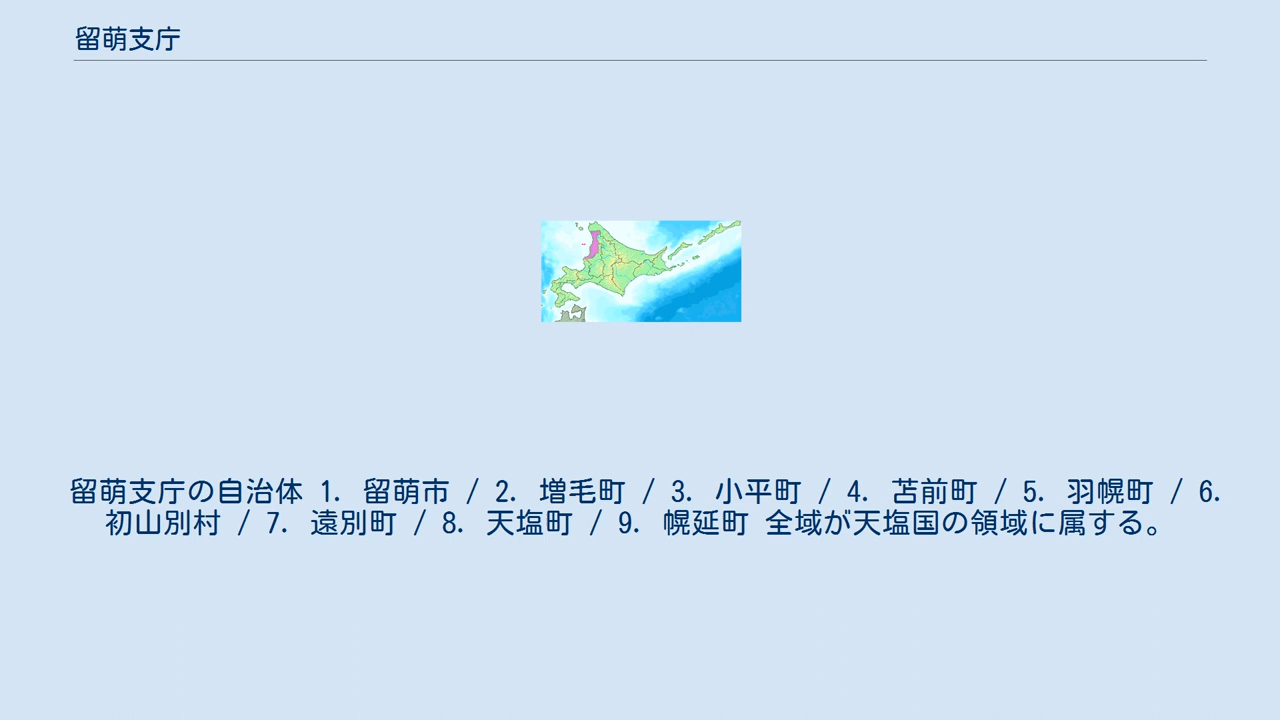 留萌支庁
留萌支庁の自治体 1. 留萌市 / 2. 増毛町 / 3. 小平町 / 4. 苫前町 / 5. 羽幌町 / 6.
初山別村 / 7. 遠別町 / 8. 天塩町 / 9. 幌延町 全域が天塩国の領域に属する。